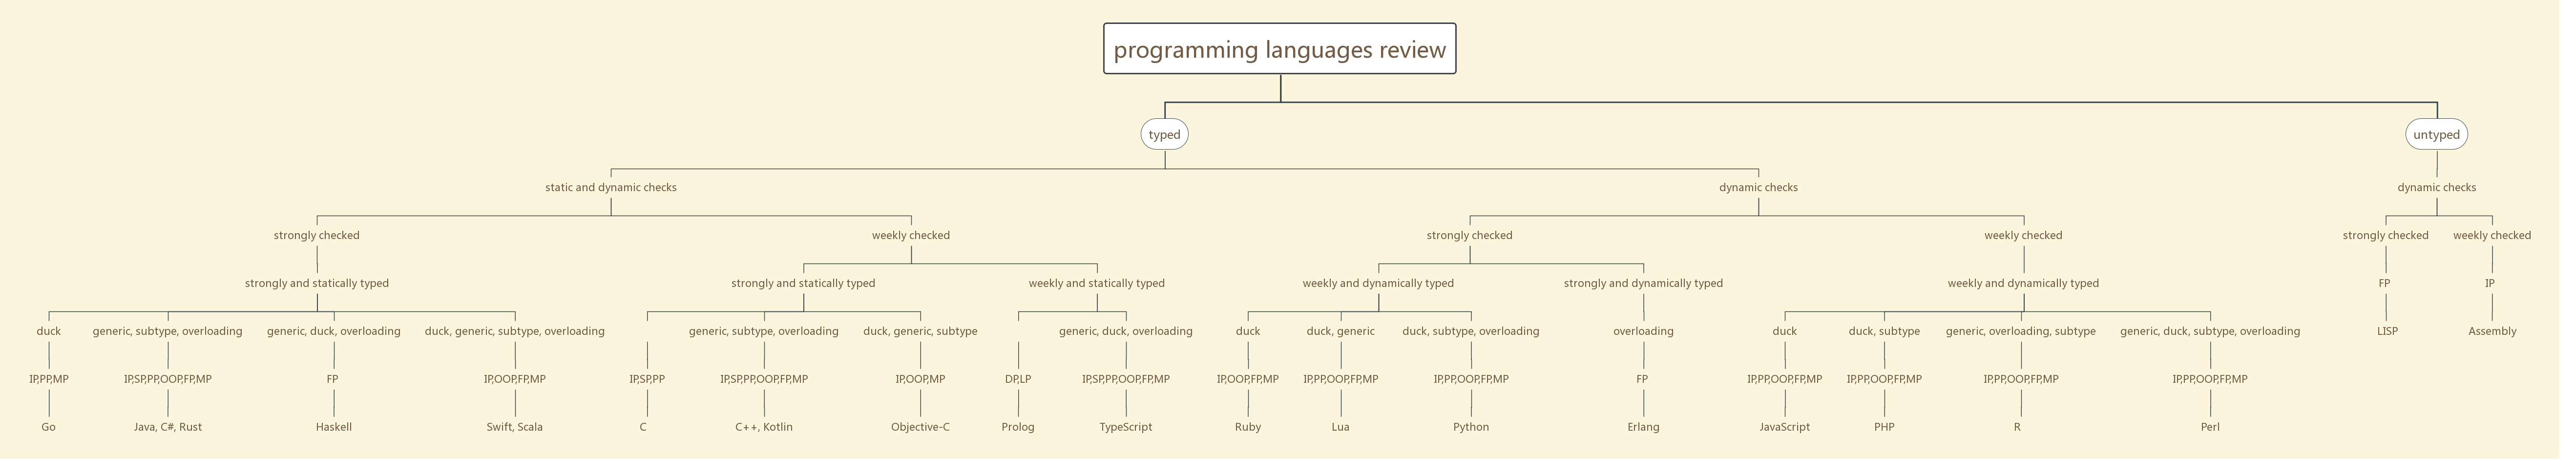 programming languages review
typed
untyped
static and dynamic checks
dynamic checks
dynamic checks
strongly checked
weekly checked
strongly checked
weekly checked
strongly checked
weekly checked
strongly and statically typed
strongly and statically typed
weekly and statically typed
weekly and dynamically typed
strongly and dynamically typed
weekly and dynamically typed
FP
IP
duck
generic, subtype, overloading
generic, duck, overloading
duck, generic, subtype, overloading
generic, subtype, overloading
duck, generic, subtype
generic, duck, overloading
duck
duck, generic
duck, subtype, overloading
overloading
duck
duck, subtype
generic, overloading, subtype
generic, duck, subtype, overloading
LISP
Assembly
IP,PP,MP
IP,SP,PP,OOP,FP,MP
FP
IP,OOP,FP,MP
IP,SP,PP
IP,SP,PP,OOP,FP,MP
IP,OOP,MP
DP,LP
IP,SP,PP,OOP,FP,MP
IP,OOP,FP,MP
IP,PP,OOP,FP,MP
IP,PP,OOP,FP,MP
FP
IP,PP,OOP,FP,MP
IP,PP,OOP,FP,MP
IP,PP,OOP,FP,MP
IP,PP,OOP,FP,MP
Go
Java, C#, Rust
Haskell
Swift, Scala
C
C++, Kotlin
Objective-C
Prolog
TypeScript
Ruby
Lua
Python
Erlang
JavaScript
PHP
R
Perl